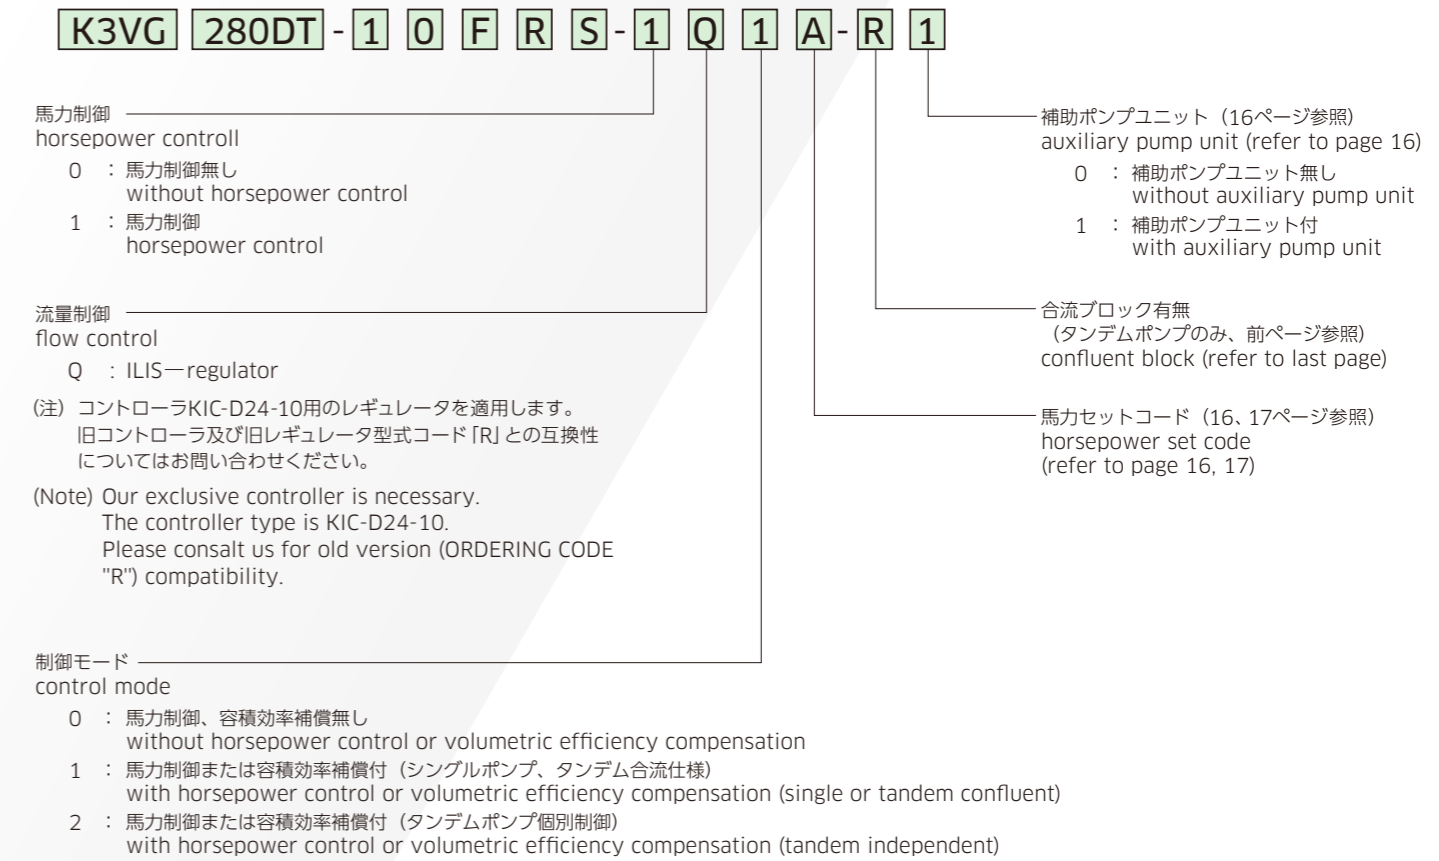 K3VG 280DT - 1 0 F R S - 1 Q 1 A - R 1
馬力制御
horsepower controll
0 : 馬力制御無し
without horsepower control
1 : 馬力制御
horsepower control
流量制御
flow control
Q : ILIS—regulator
(注) コントローラKIC-D24-10用のレギュレータを適用します。
旧コントローラ及び旧レギュレータ型式コード「R」との互換性
についてはお問い合わせください。
(Note) Our exclusive controller is necessary.
The controller type is KIC-D24-10.
Please consalt us for old version (ORDERING CODE
"R") compatibility.
制御モード
control mode
0 : 馬力制御、容積効率補償無し
without horsepower control or volumetric efficiency compensation
1 : 馬力制御または容積効率補償付（シングルポンプ、タンデム合流仕様）
with horsepower control or volumetric efficiency compensation (single or tandem confluent)
2 : 馬力制御または容積効率補償付（タンデムポンプ個別制御）
with horsepower control or volumetric efficiency compensation (tandem independent)
補助ポンプユニット（16ページ参照）
auxiliary pump unit (refer to page 16)
0 : 補助ポンプユニット無し
without auxiliary pump unit
1 : 補助ポンプユニット付
with auxiliary pump unit
合流ブロック有無
（タンデムポンプのみ、前ページ参照）
confluent block (refer to last page)
馬力セットコード（16、17ページ参照）
horsepower set code
(refer to page 16, 17)